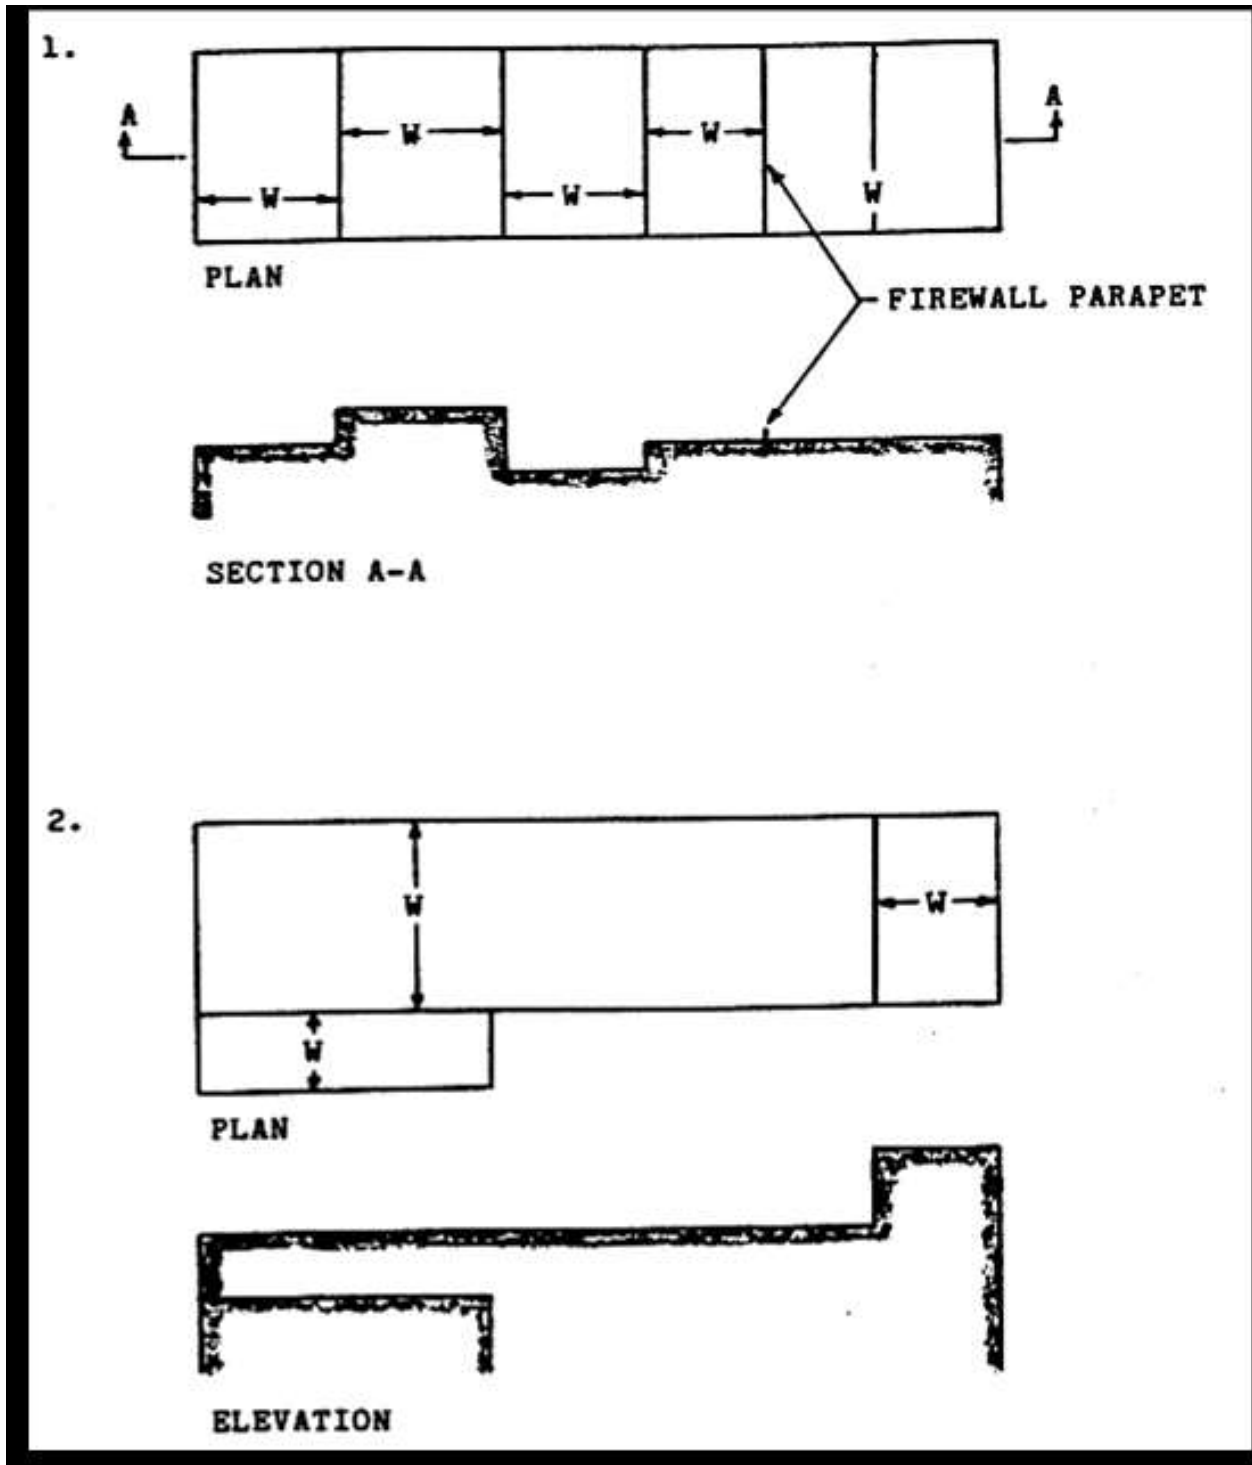 1.
A
A
W
W
W
W
W
PLAN
FIREWALL PARAPET
SECTION A-A
2.
W
W
W
PLAN
ELEVATION